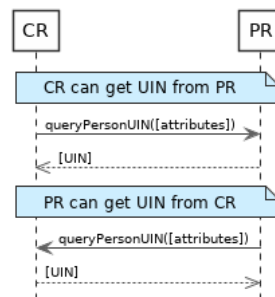 CR PR
CR can get UIN from PR
queryPersonUIN([attributes])
[UIN]
PR can get UIN from CR
queryPersonUIN([attributes])
[UIN]